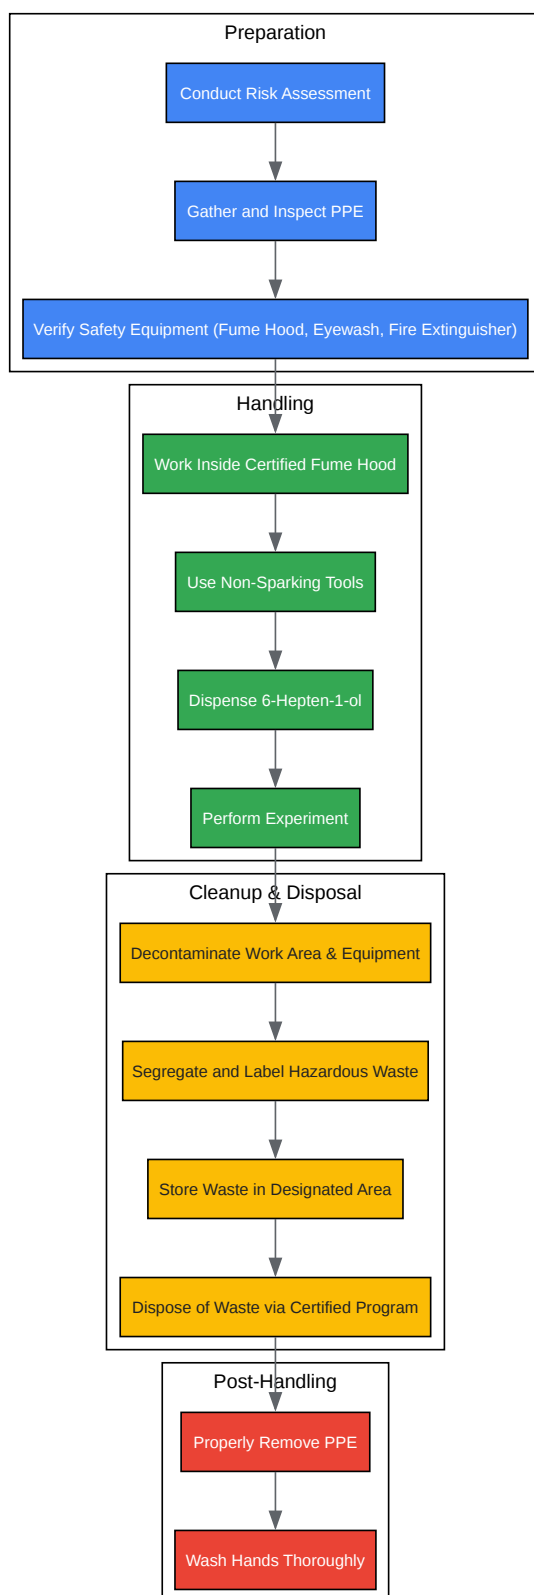 Preparation
Conduct Risk Assessment
Gather and Inspect PPE
Verify Safety Equipment (Fume Hood, Eyewash, Fire Extinguisher)
Handling
Work Inside Certified Fume Hood
Use Non-Sparking Tools
Dispense 6-Hepten-1-ol
Perform Experiment
Cleanup & Disposal
Decontaminate Work Area & Equipment
Segregate and Label Hazardous Waste
Store Waste in Designated Area
Dispose of Waste via Certified Program
Post-Handling
Properly Remove PPE
Wash Hands Thoroughly